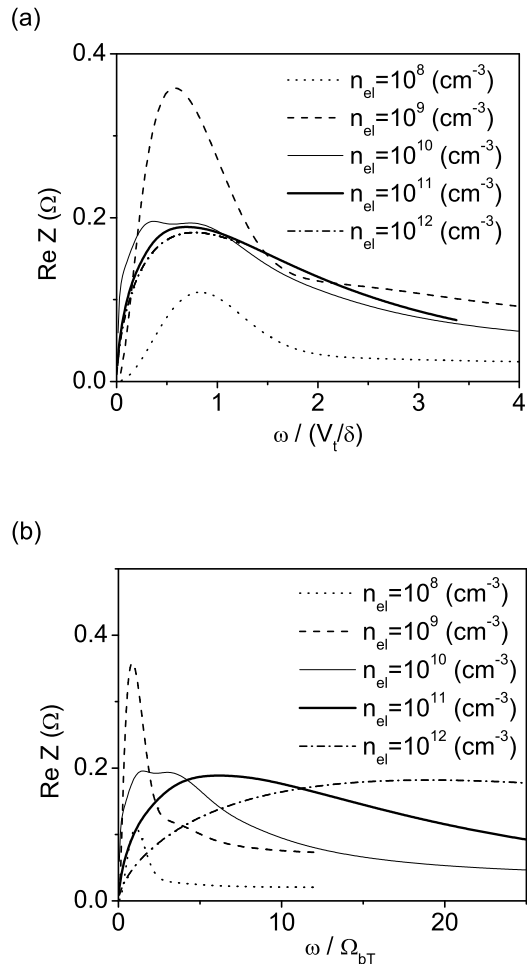 (a)
0.4
0.2
0.0
Re Z (Ω)
n_el=10^8 (cm^-3)
n_el=10^9 (cm^-3)
n_el=10^10 (cm^-3)
n_el=10^11 (cm^-3)
n_el=10^12 (cm^-3)
0 1 2 3 4
ω / (V_t/δ)
(b)
0.4
0.2
0.0
Re Z (Ω)
n_el=10^8 (cm^-3)
n_el=10^9 (cm^-3)
n_el=10^10 (cm^-3)
n_el=10^11 (cm^-3)
n_el=10^12 (cm^-3)
0 10 20
ω / Ω_bT